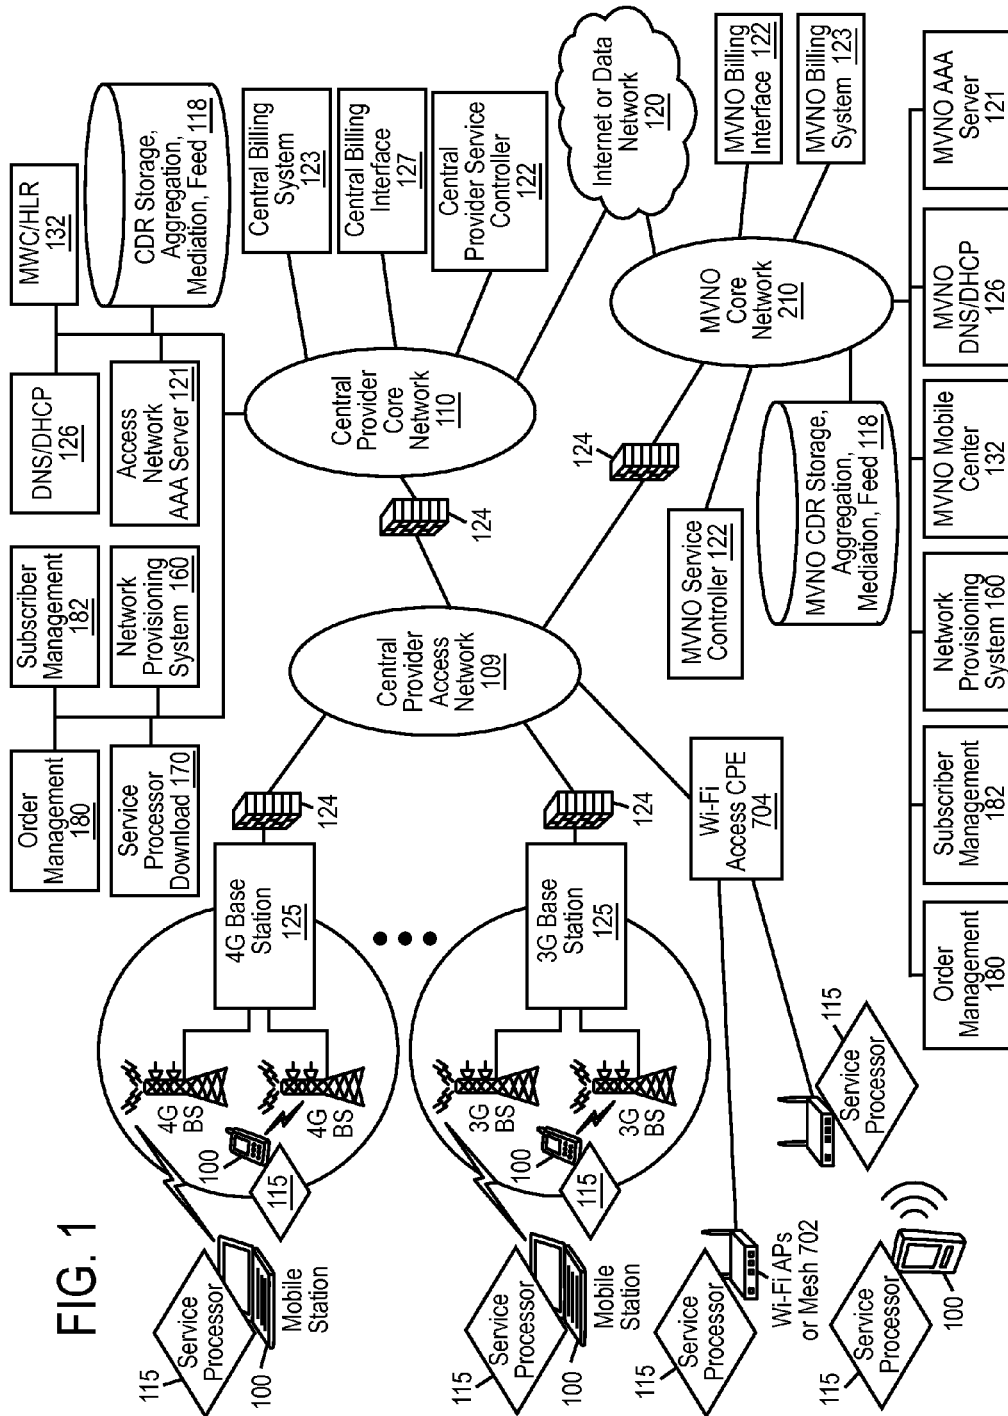 FIG. 1
Order
Management
180
Subscriber
Management
182
Service
Processor
Download 170
Network
Provisioning
System 160
DNS/DHCP
126
MWC/HLR
132
Access
Network
AAA Server 121
CDR Storage,
Aggregation,
Mediation, Feed 118
115
Service
Processor
100
Mobile
Station
4G
BS
4G
BS
100
115
4G Base
Station
125
124
Central
Provider
Access
Network
109
124
Central
Provider
Core
Network
110
Central Billing
System
123
Central Billing
Interface
127
Central
Provider Service
Controller
122
115
Service
Processor
100
Mobile
Station
3G
BS
3G
BS
100
115
3G Base
Station
125
124
124
Internet or Data
Network
120
115
Service
Processor
Wi-Fi APs
or Mesh 702
Wi-Fi
Access CPE
704
MVNO Service
Controller 122
MVNO
Core
Network
210
MVNO Billing
Interface 122
MVNO Billing
System 123
115
Service
Processor
100
Service
Processor
115
MVNO CDR Storage,
Aggregation,
Mediation, Feed 118
Order
Management
180
Subscriber
Management
182
Network
Provisioning
System 160
MVNO Mobile
Center
132
MVNO
DNS/DHCP
126
MVNO AAA
Server
121